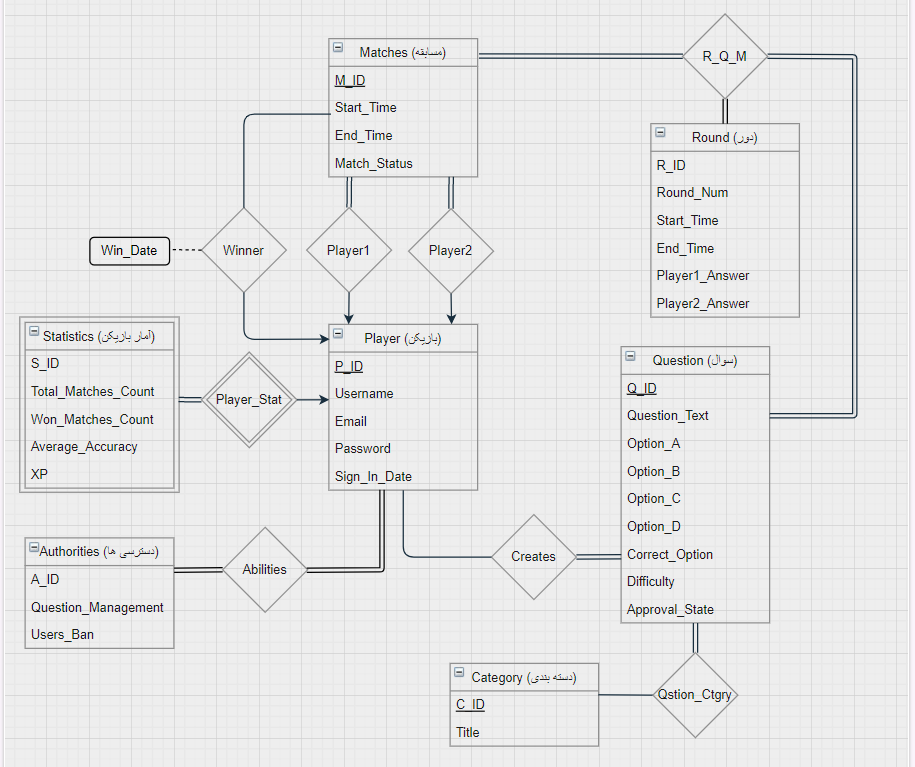 Matches (مسابقه)
M_ID
Start_Time
End_Time
Match_Status
R_Q_M
Round (دور)
R_ID
Round_Num
Start_Time
End_Time
Player1_Answer
Player2_Answer
Win_Date
Winner
Player1
Player2
Statistics (آمار بازیکن)
S_ID
Total_Matches_Count
Won_Matches_Count
Average_Accuracy
XP
Player_Stat
Player (بازیکن)
P_ID
Username
Email
Password
Sign_In_Date
Question (سوال)
Q_ID
Question_Text
Option_A
Option_B
Option_C
Option_D
Correct_Option
Difficulty
Approval_State
Authorities (دسترسی ها)
A_ID
Question_Management
Users_Ban
Abilities
Creates
Category (دسته بندی)
C_ID
Title
Qstion_Ctgry